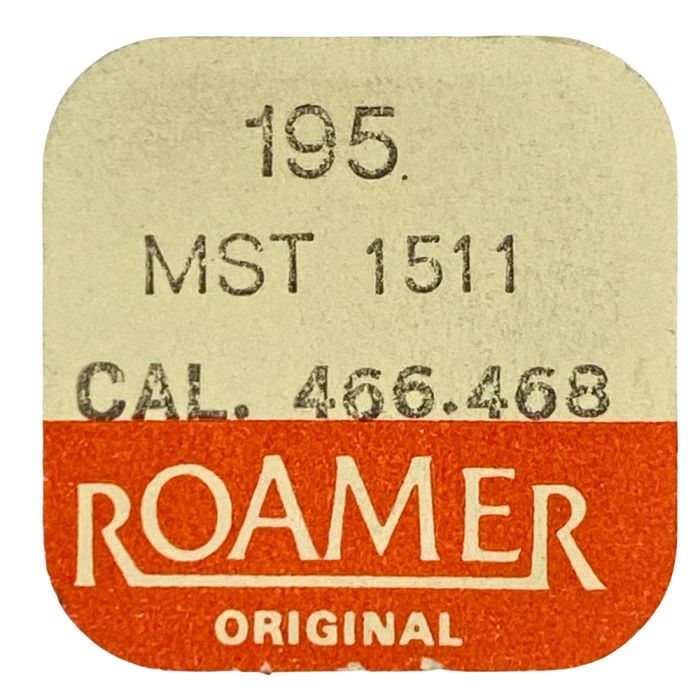 195.
MST 1511
CAL. 466.468
ROAMER
ORIGINAL